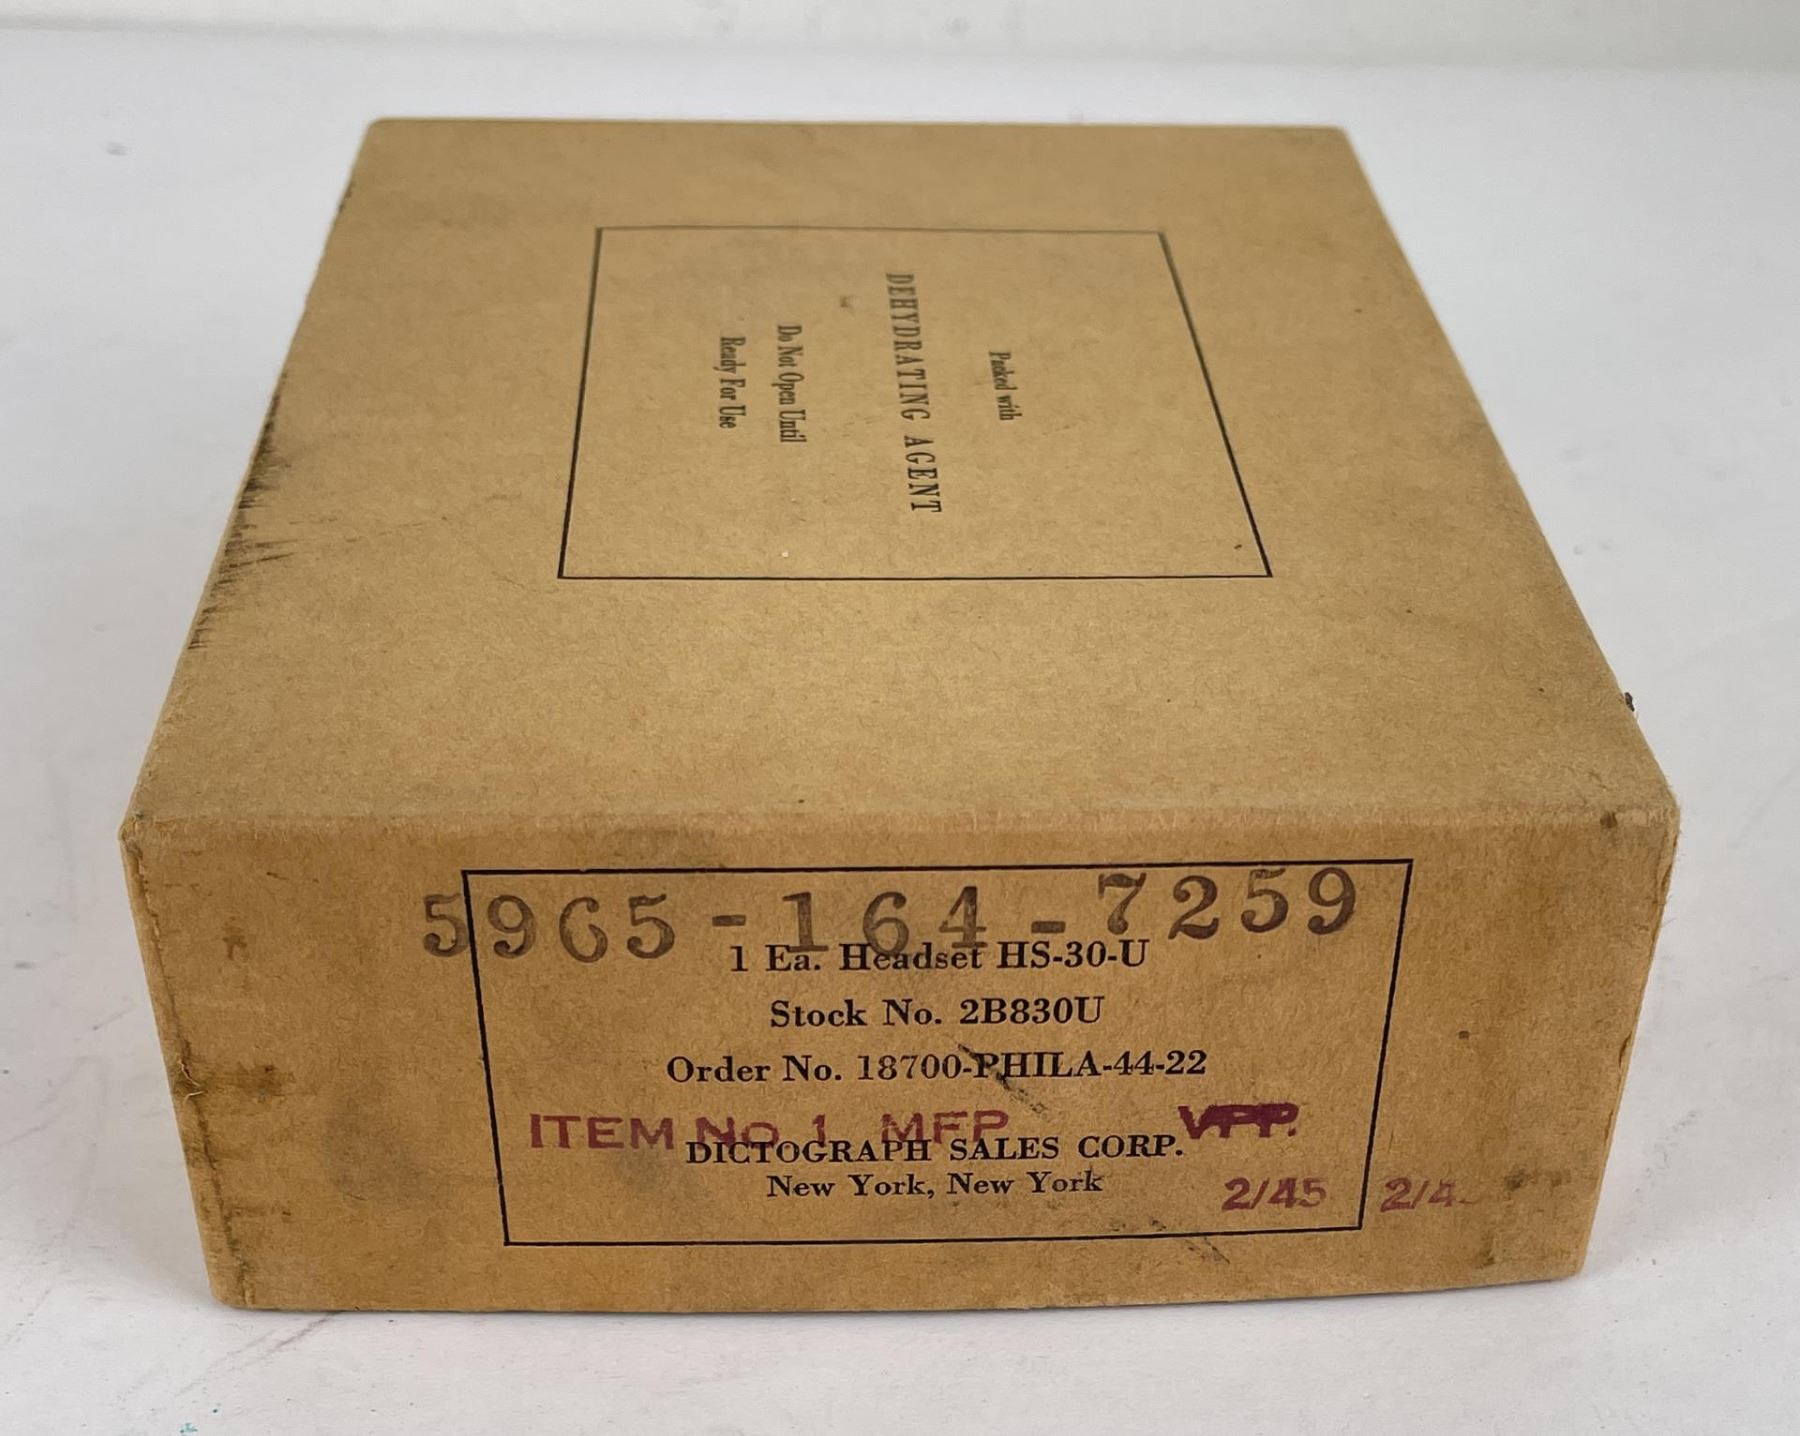 Packed with
DEHYDRATING AGENT
Do Not Open Until
Ready For Use
5965-164-7259
1 Ea. Headset HS-30-U
Stock No. 2B830U
Order No. 18700-PHILA-44-22
ITEM NO. 1 MFP VPP.
DICTOGRAPH SALES CORP.
New York, New York
2/45 2/4